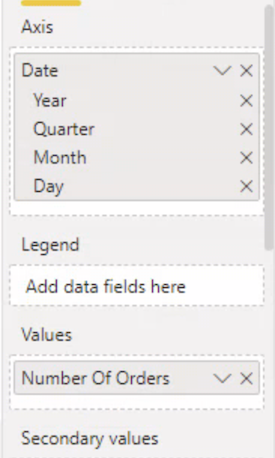 Axis
Date
Year
Quarter
Month
Day
Legend
Add data fields here
Values
Number Of Orders
Secondary values